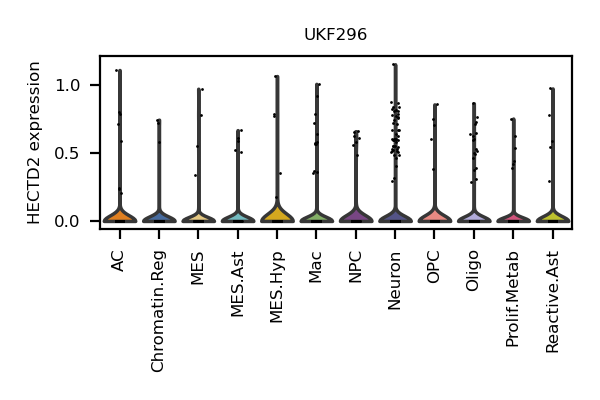 UKF296
HECTD2 expression
1.0
0.5
0.0
AC
Chromatin.Reg
MES
MES.Ast
MES.Hyp
Mac
NPC
Neuron
OPC
Oligo
Prolif.Metab
Reactive.Ast